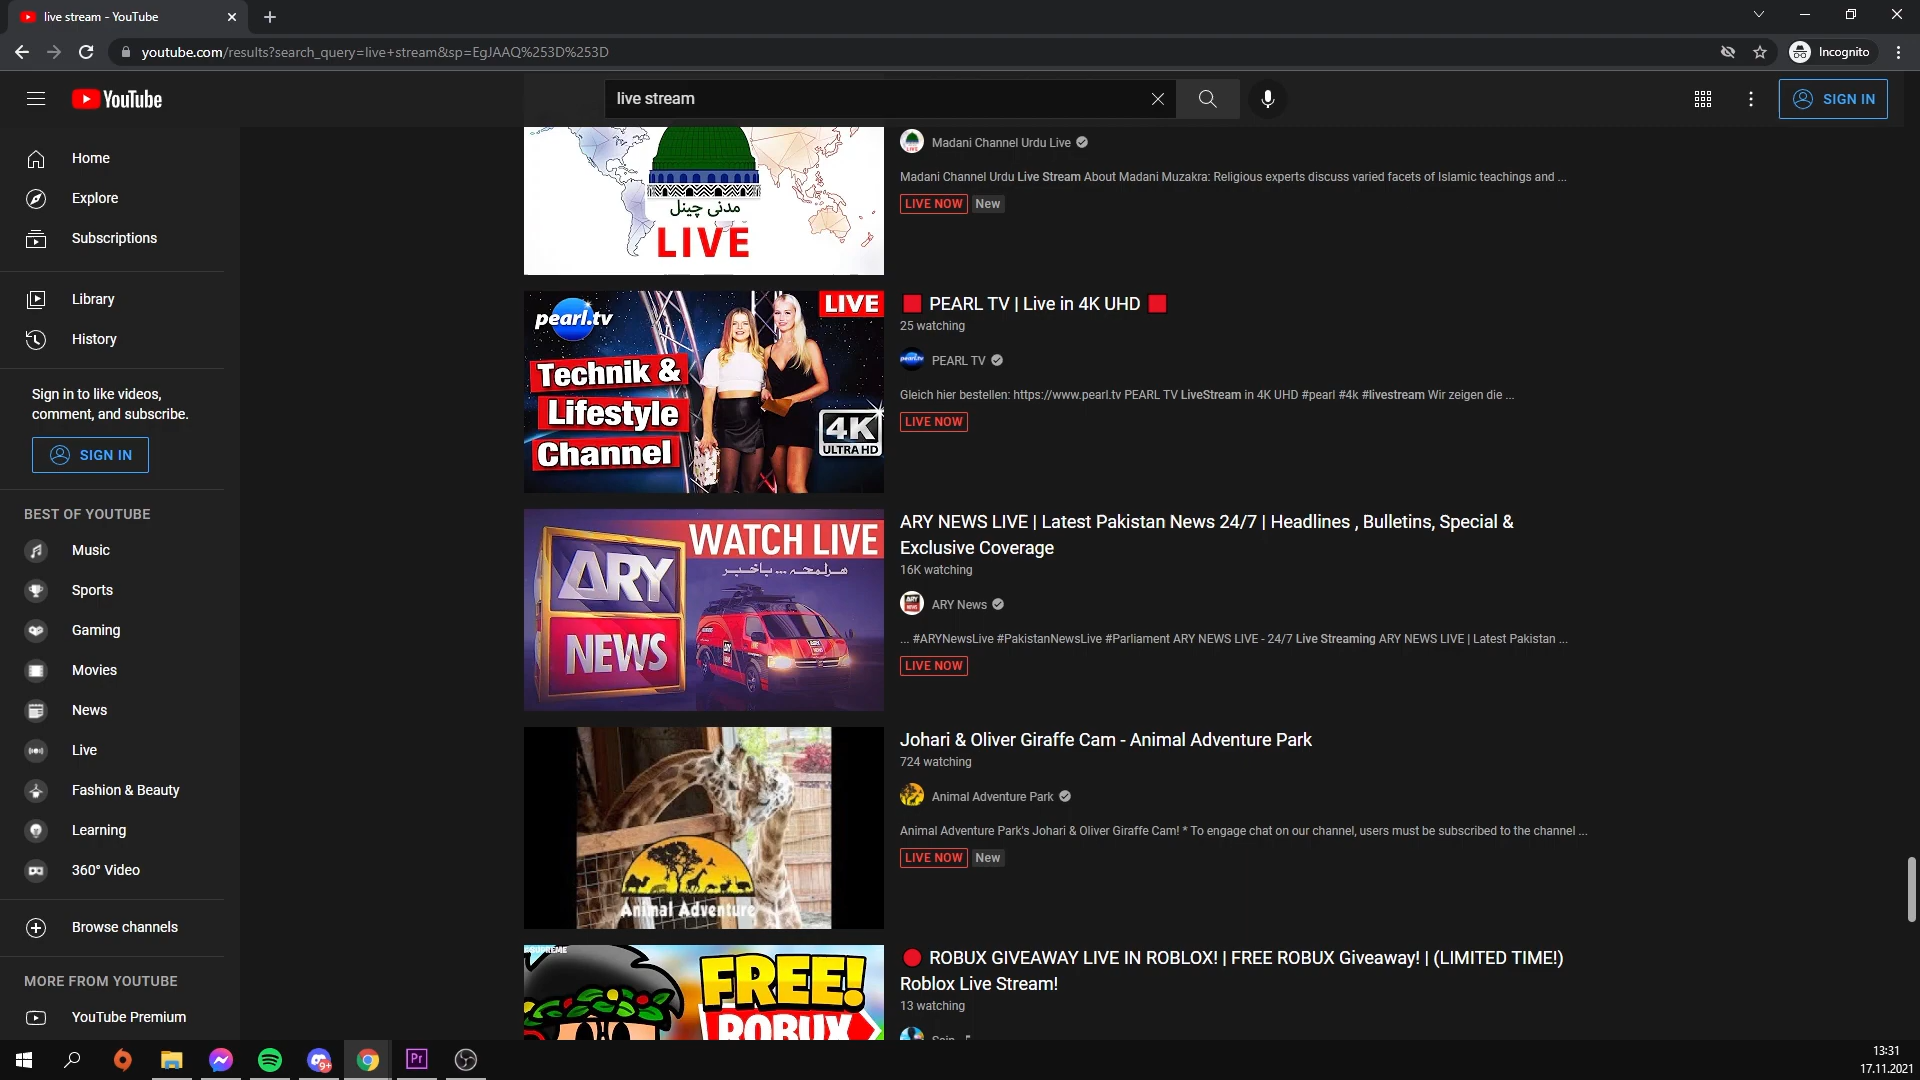 live stream - YouTube
youtube.com/results?search_query=live+stream&sp=EgJAAQ%253D%253D
Incognito
YouTube
live stream
SIGN IN
Home
Explore
Subscriptions
Library
History
Sign in to like videos,
comment, and subscribe.
SIGN IN
BEST OF YOUTUBE
Music
Sports
Gaming
Movies
News
Live
Fashion & Beauty
Learning
360° Video
Browse channels
MORE FROM YOUTUBE
YouTube Premium
مدنی چینل
LIVE
Madani Channel Urdu Live
Madani Channel Urdu Live Stream About Madani Muzakra: Religious experts discuss varied facets of Islamic teachings and ...
LIVE NOW New
pearl.tv
LIVE
Technik &
Lifestyle
Channel
4K
ULTRA HD
PEARL TV | Live in 4K UHD
25 watching
PEARL TV
Gleich hier bestellen: https://www.pearl.tv PEARL TV LiveStream in 4K UHD #pearl #4k #livestream Wir zeigen die ...
LIVE NOW
WATCH LIVE
ہر لمحہ ... باخبر
ARY
NEWS
ARY NEWS LIVE | Latest Pakistan News 24/7 | Headlines , Bulletins, Special &
Exclusive Coverage
16K watching
ARY News
... #ARYNewsLive #PakistanNewsLive #Parliament ARY NEWS LIVE - 24/7 Live Streaming ARY NEWS LIVE | Latest Pakistan ...
LIVE NOW
Animal Adventure
Johari & Oliver Giraffe Cam - Animal Adventure Park
724 watching
Animal Adventure Park
Animal Adventure Park's Johari & Oliver Giraffe Cam! * To engage chat on our channel, users must be subscribed to the channel ...
LIVE NOW New
FREE!
ROBUX
ROBUX GIVEAWAY LIVE IN ROBLOX! | FREE ROBUX Giveaway! | (LIMITED TIME!)
Roblox Live Stream!
13 watching
9+
Pr
13:31
17.11.2021